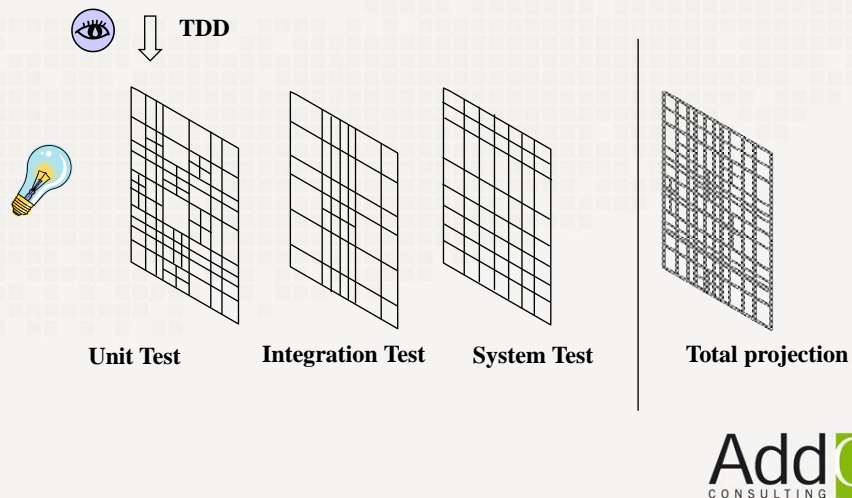 TDD
Unit Test
Integration Test
System Test
Total projection
Add
CONSULTING